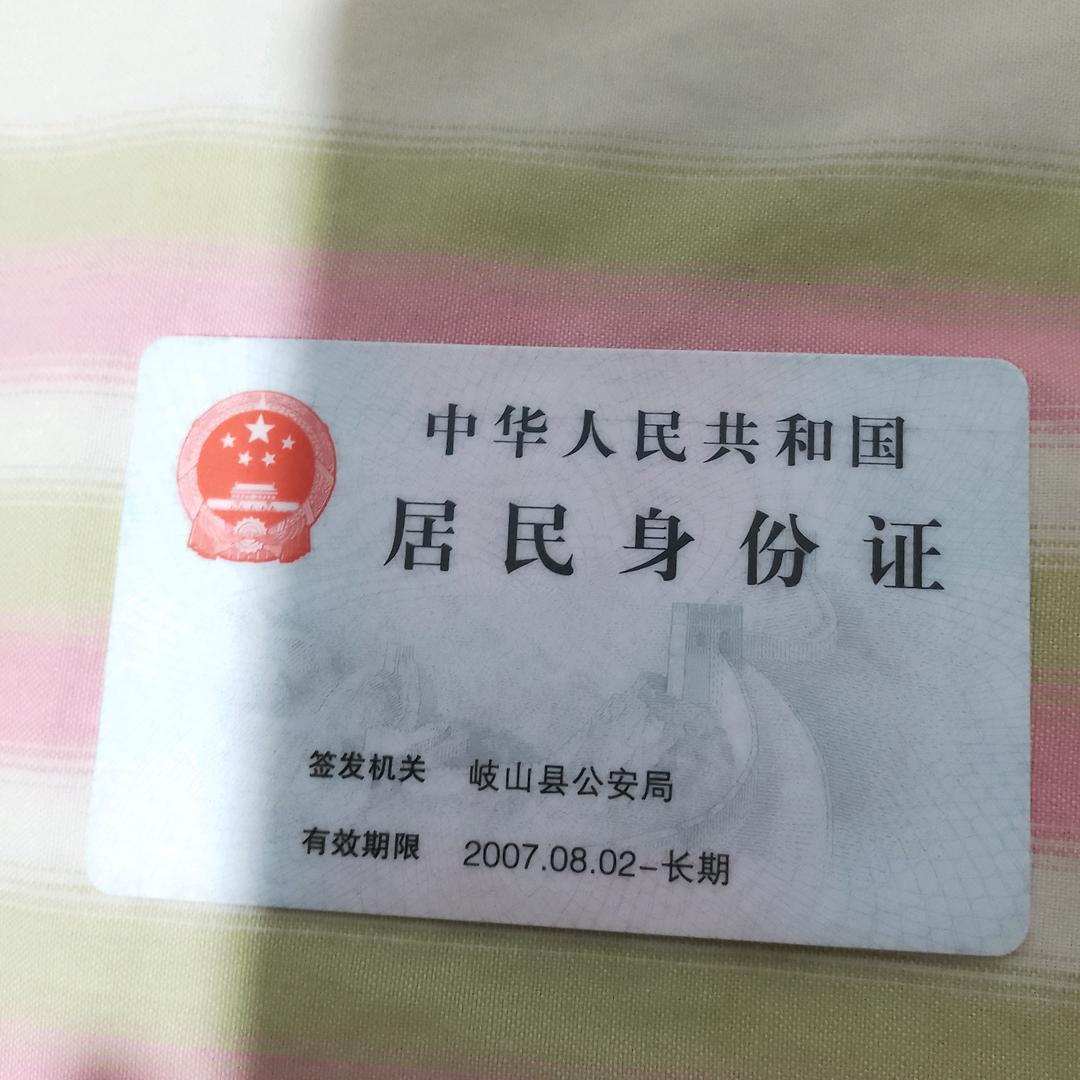 中华人民共和国
居民身份证
签发机关 岐山县公安局
有效期限 2007.08.02-长期